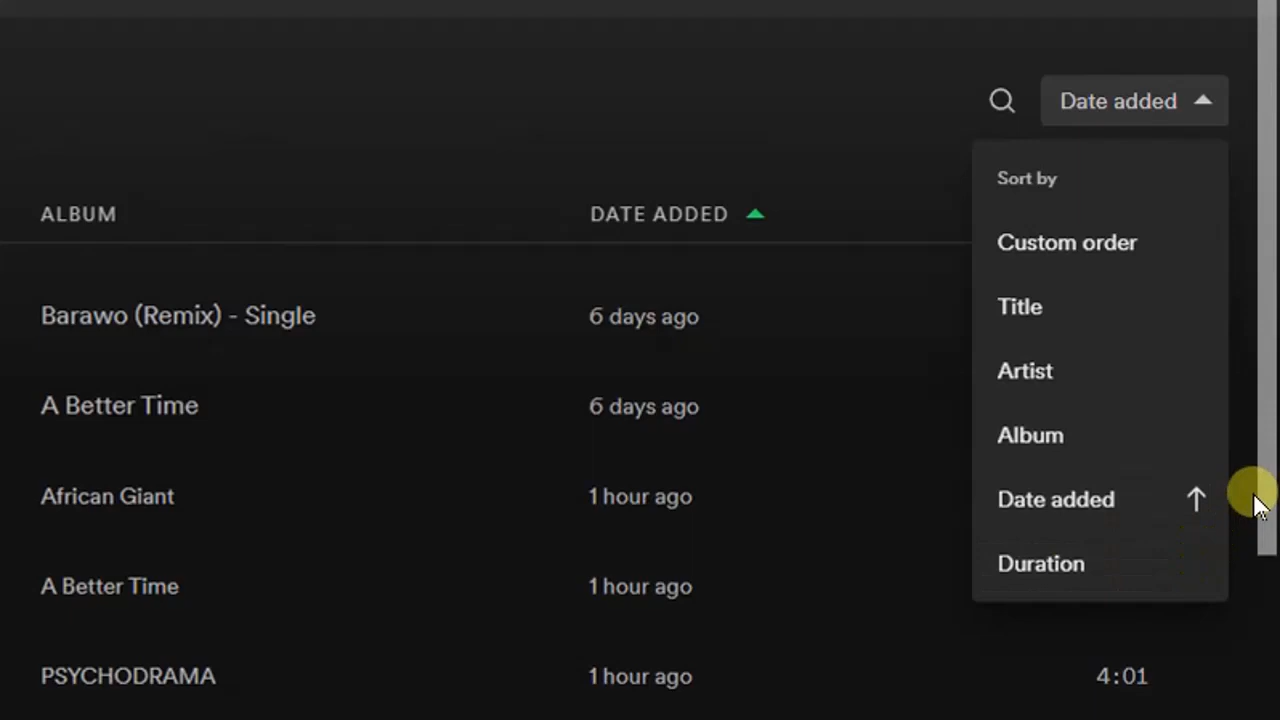 Date added
Sort by
ALBUM DATE ADDED
Custom order
Title
Barawo (Remix) - Single 6 days ago
Artist
A Better Time 6 days ago
Album
African Giant 1 hour ago
Date added
Duration
A Better Time 1 hour ago
PSYCHODRAMA 1 hour ago 4:01